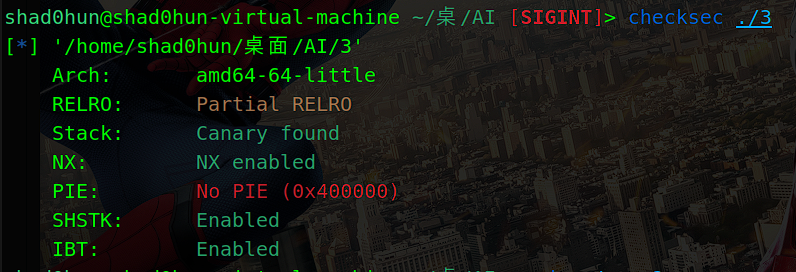 shad0hun@shad0hun-virtual-machine ~/桌/AI [SIGINT]> checksec ./3
[*] '/home/shad0hun/桌面/AI/3'
    Arch:       amd64-64-little
    RELRO:      Partial RELRO
    Stack:      Canary found
    NX:         NX enabled
    PIE:        No PIE (0x400000)
    SHSTK:      Enabled
    IBT:        Enabled